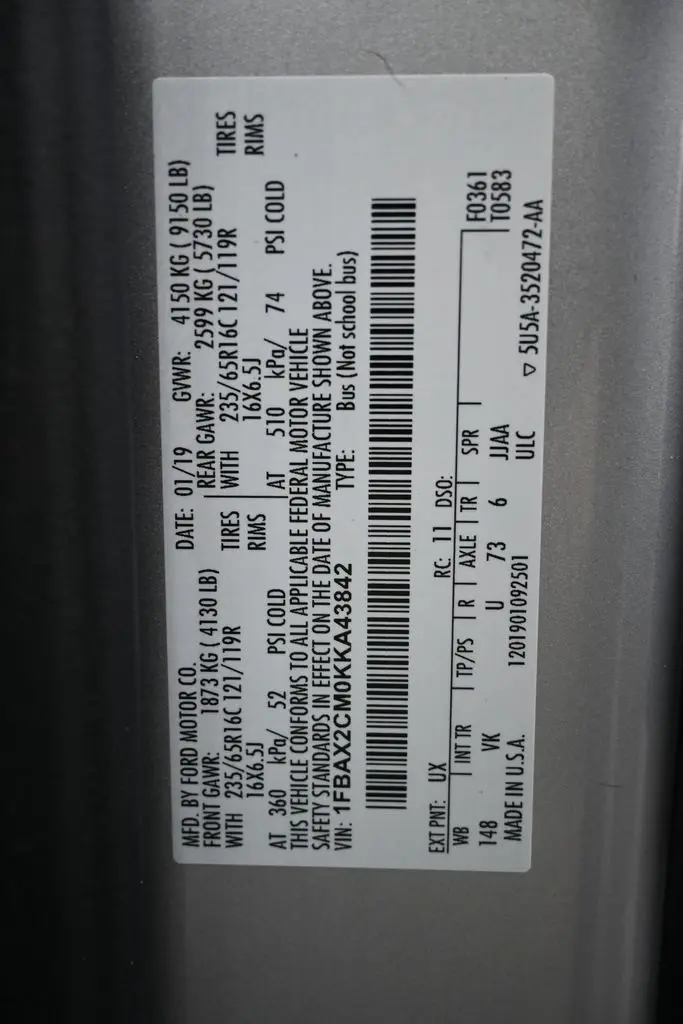 MFD. BY FORD MOTOR CO.
DATE: 01/19 GVWR: 4150 KG ( 9150 LB)
FRONT GAWR: 1873 KG ( 4130 LB) REAR GAWR: 2599 KG ( 5730 LB)
WITH 235/65R16C 121/119R TIRES WITH 235/65R16C 121/119R TIRES
16X6.5J RIMS 16X6.5J RIMS
AT 360 kPa/ 52 PSI COLD AT 510 kPa/ 74 PSI COLD
THIS VEHICLE CONFORMS TO ALL APPLICABLE FEDERAL MOTOR VEHICLE
SAFETY STANDARDS IN EFFECT ON THE DATE OF MANUFACTURE SHOWN ABOVE.
VIN: 1FBAX2CM0KKA43842 TYPE: Bus (Not school bus)
EXT PNT: UX RC: 11 DSO:
WB INT TR TP/PS R AXLE TR SPR F0361
148 VK U 73 6 JJAA T0583
MADE IN U.S.A. 1201901092501 ULC
▽ 5U5A-3520472-AA